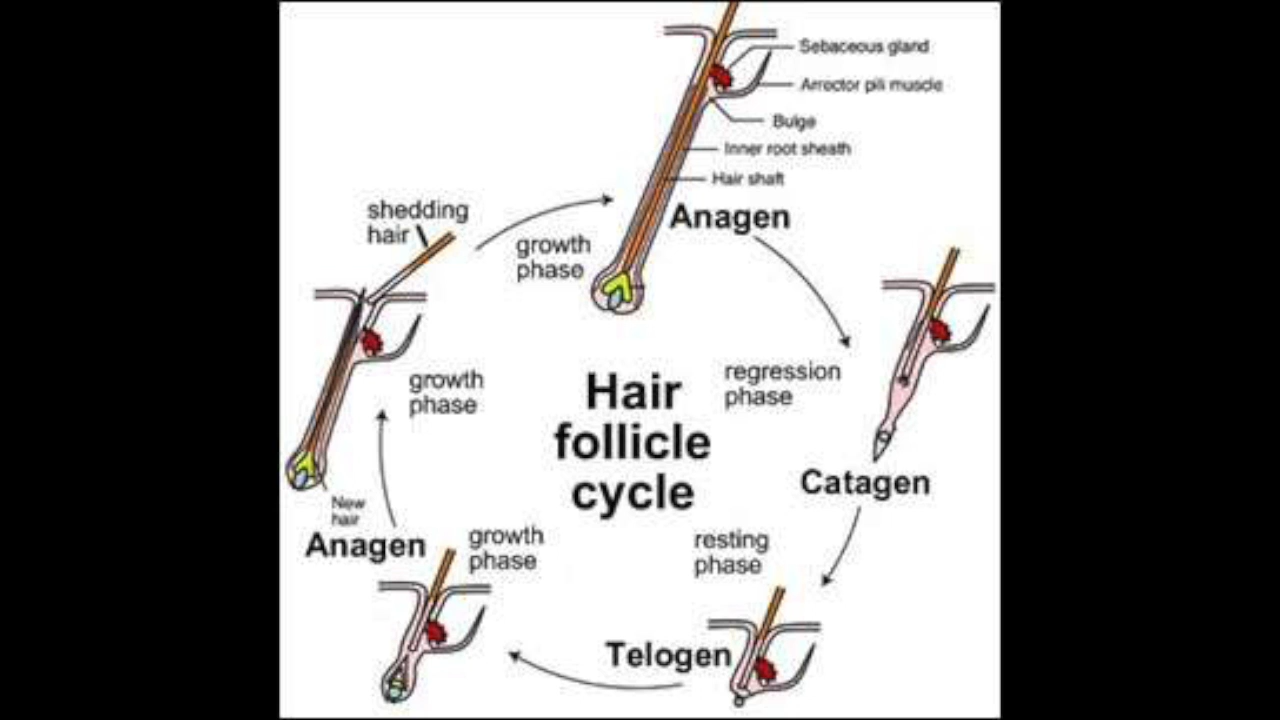 Sebaceous gland
Arrector pili muscle
Bulge
Inner root sheath
Hair shaft
Anagen
growth
phase
shedding
hair
regression
phase
Catagen
resting
phase
Telogen
growth
phase
Anagen
New
hair
growth
phase
Hair
follicle
cycle